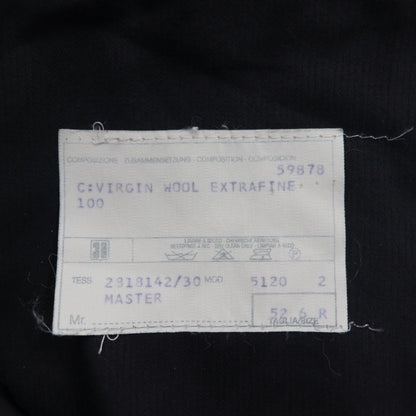 COMPOSIZIONE - ZUSAMMENSETZUNG - COMPOSITION - COMPOSICION
59878
C:VIRGIN WOOL EXTRAFINE
100
TESS 2818142/30 MOD 5120 2
MASTER
Mr. 52 6 R
TAGLIA/SIZE